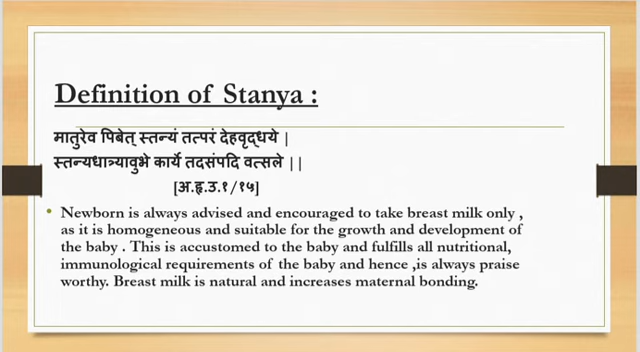 Definition of Stanya :
मातुरेव पिबेत् स्तन्यं तत्परं देहवृद्धये |
स्तन्यधात्र्यावुभे कार्ये तदसंपदि वत्सले ||
[अ.हृ.उ.१/१५]
• Newborn is always advised and encouraged to take breast milk only ,
as it is homogeneous and suitable for the growth and development of
the baby . This is accustomed to the baby and fulfills all nutritional,
immunological requirements of the baby and hence ,is always praise
worthy. Breast milk is natural and increases maternal bonding.